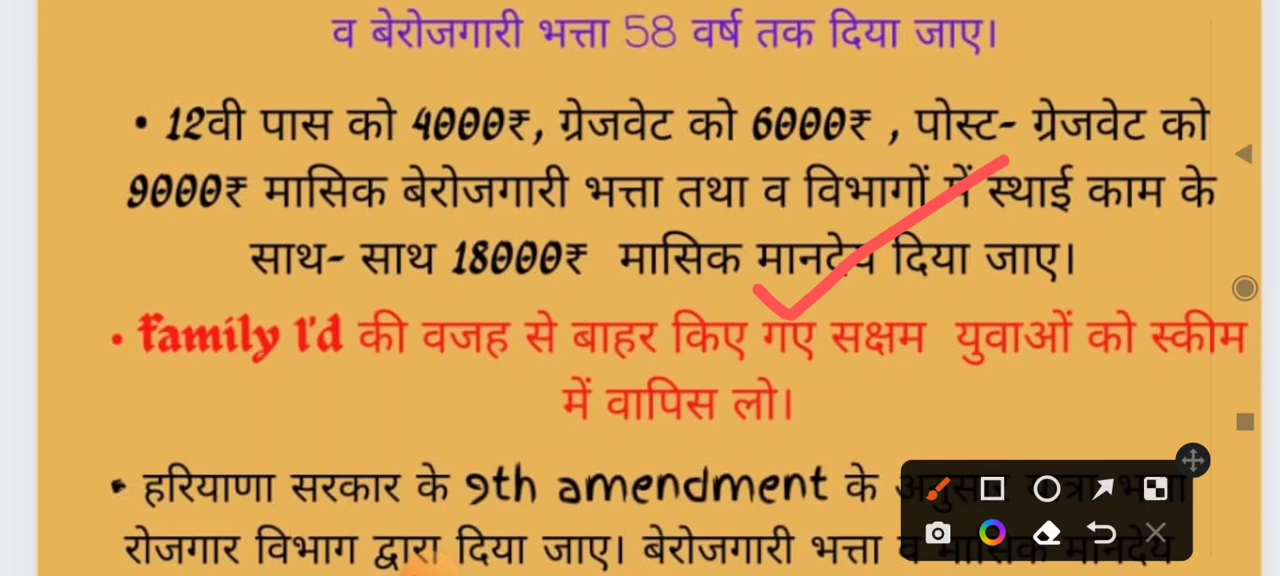 व बेरोजगारी भत्ता 58 वर्ष तक दिया जाए।
• 12वी पास को 4000₹, ग्रेजवेट को 6000₹ , पोस्ट- ग्रेजवेट को
9000₹ मासिक बेरोजगारी भत्ता तथा व विभागों में स्थाई काम के
साथ- साथ 18000₹ मासिक मानदेय दिया जाए।
• Family I'd की वजह से बाहर किए गए सक्षम युवाओं को स्कीम
में वापिस लो।
• हरियाणा सरकार के 9th amendment के
रोजगार विभाग द्वारा दिया जाए। बेरोजगारी भत्ता व मासिक मानदेय